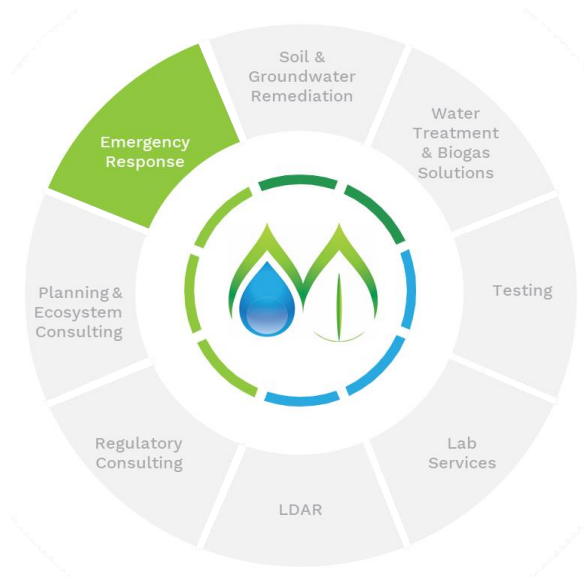 Soil &
Groundwater
Remediation
Water
Treatment
& Biogas
Solutions
Testing
Lab
Services
LDAR
Regulatory
Consulting
Planning &
Ecosystem
Consulting
Emergency
Response